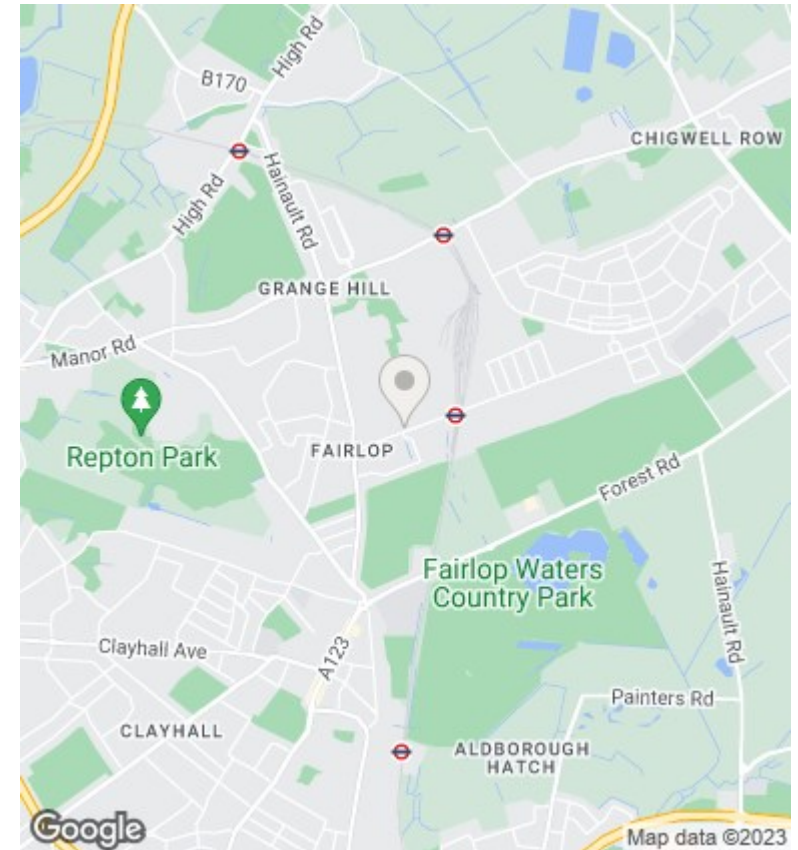 High Rd
B170
CHIGWELL ROW
Hainault Rd
High Rd
GRANGE HILL
Manor Rd
Repton Park
FAIRLOP
Forest Rd
Fairlop Waters
Country Park
Hainault Rd
Clayhall Ave
A123
Painters Rd
CLAYHALL
ALDBOROUGH
HATCH
Google
Map data ©2023